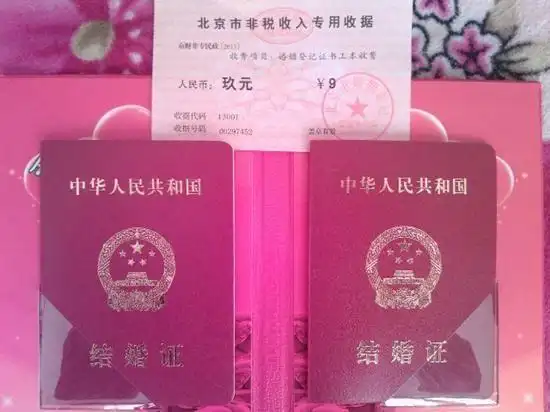 北京市非税收入专用收据
收费项目：婚姻登记证书工本收费
人民币：玖元 ￥9
收据代码 13001
收据号码 00297452
中华人民共和国
结婚证
中华人民共和国
结婚证